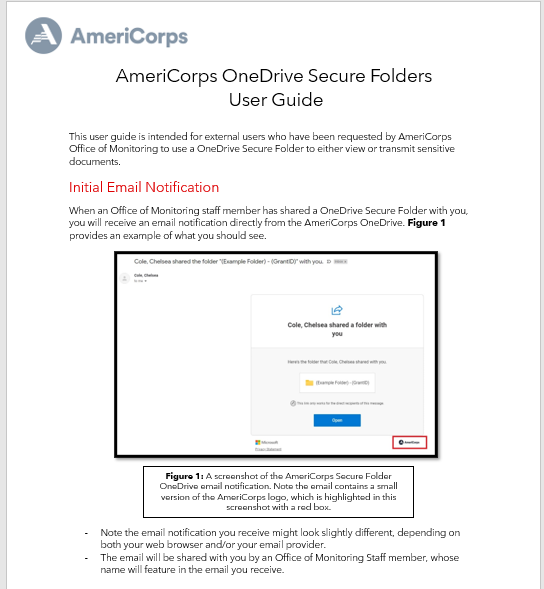 AmeriCorps
AmeriCorps OneDrive Secure Folders
User Guide
This user guide is intended for external users who have been requested by AmeriCorps
Office of Monitoring to use a OneDrive Secure Folder to either view or transmit sensitive
documents.
Initial Email Notification
When an Office of Monitoring staff member has shared a OneDrive Secure Folder with you,
you will receive an email notification directly from the AmeriCorps OneDrive. Figure 1
provides an example of what you should see.
Cole, Chelsea shared the folder "(Example Folder) - (GrantID)" with you.
Cole, Chelsea
Cole, Chelsea shared a folder with
you
Here's the folder that Cole, Chelsea shared with you.
(Example Folder) - (GrantID)
This link only works for the direct recipients of this message.
Open
Microsoft
AmeriCorps
Privacy Statement
Figure 1: A screenshot of the AmeriCorps Secure Folder
OneDrive email notification. Note the email contains a small
version of the AmeriCorps logo, which is highlighted in this
screenshot with a red box.
- Note the email notification you receive might look slightly different, depending on
both your web browser and/or your email provider.
- The email will be shared with you by an Office of Monitoring Staff member, whose
name will feature in the email you receive.